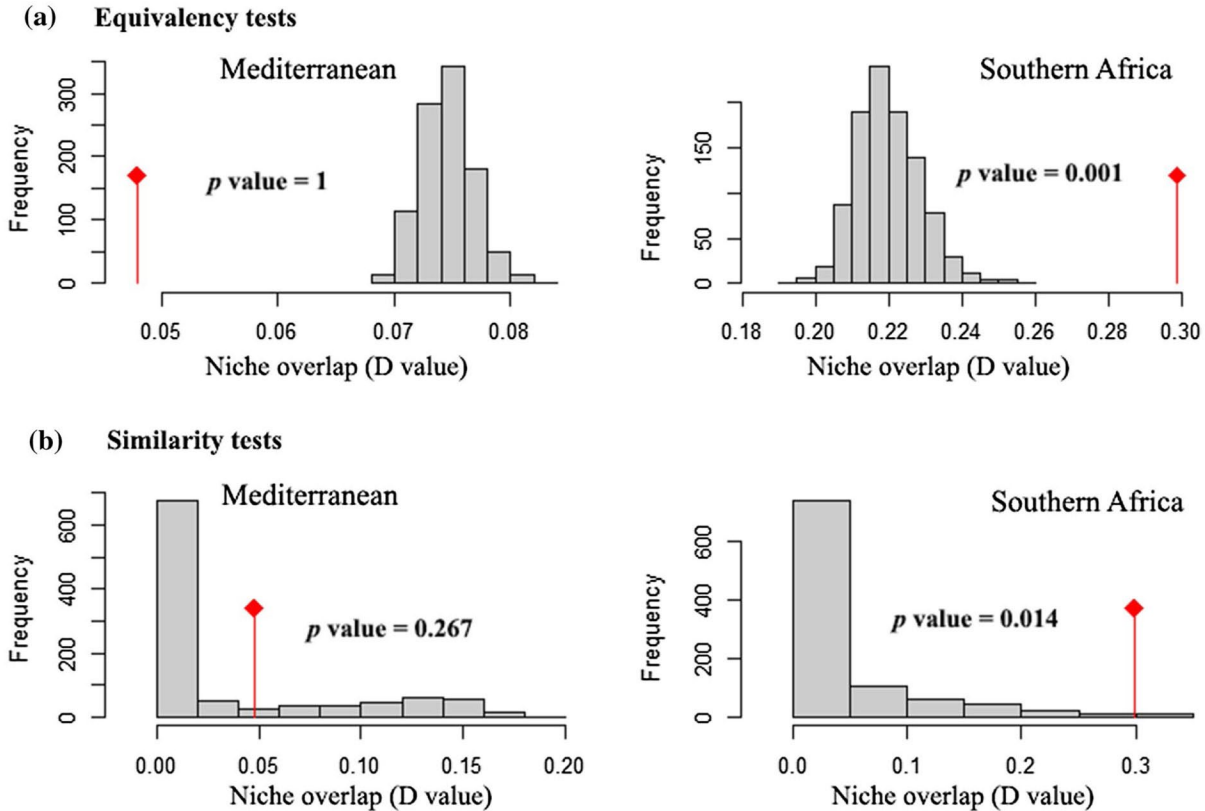 (a) Equivalency tests
Mediterranean
Frequency
0 100 200 300
p value = 1
0.05 0.06 0.07 0.08
Niche overlap (D value)
Southern Africa
Frequency
0 50 150
p value = 0.001
0.18 0.20 0.22 0.24 0.26 0.28 0.30
Niche overlap (D value)
(b) Similarity tests
Mediterranean
Frequency
0 200 400 600
p value = 0.267
0.00 0.05 0.10 0.15 0.20
Niche overlap (D value)
Southern Africa
Frequency
0 200 400 600
p value = 0.014
0.0 0.1 0.2 0.3
Niche overlap (D value)